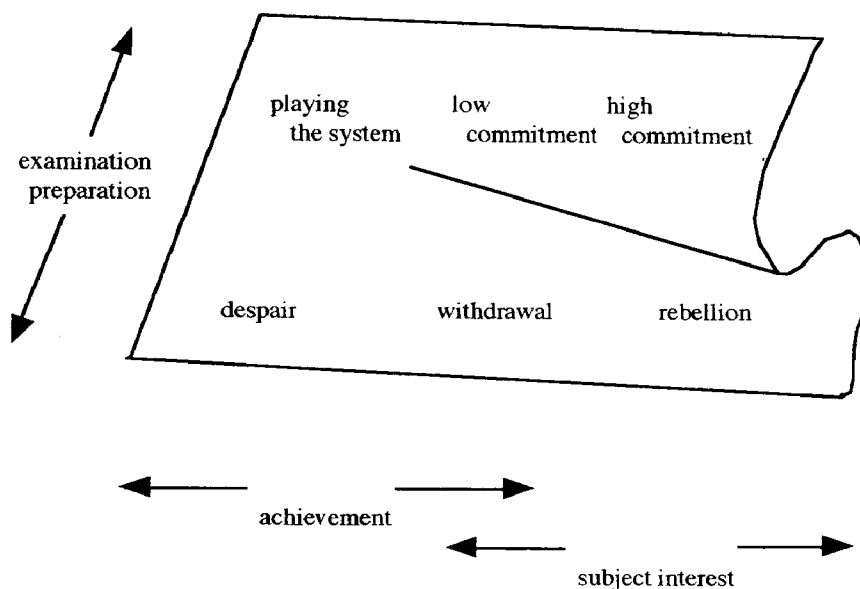 playing
the system
low
commitment
high
commitment
examination
preparation
despair
withdrawal
rebellion
achievement
subject interest